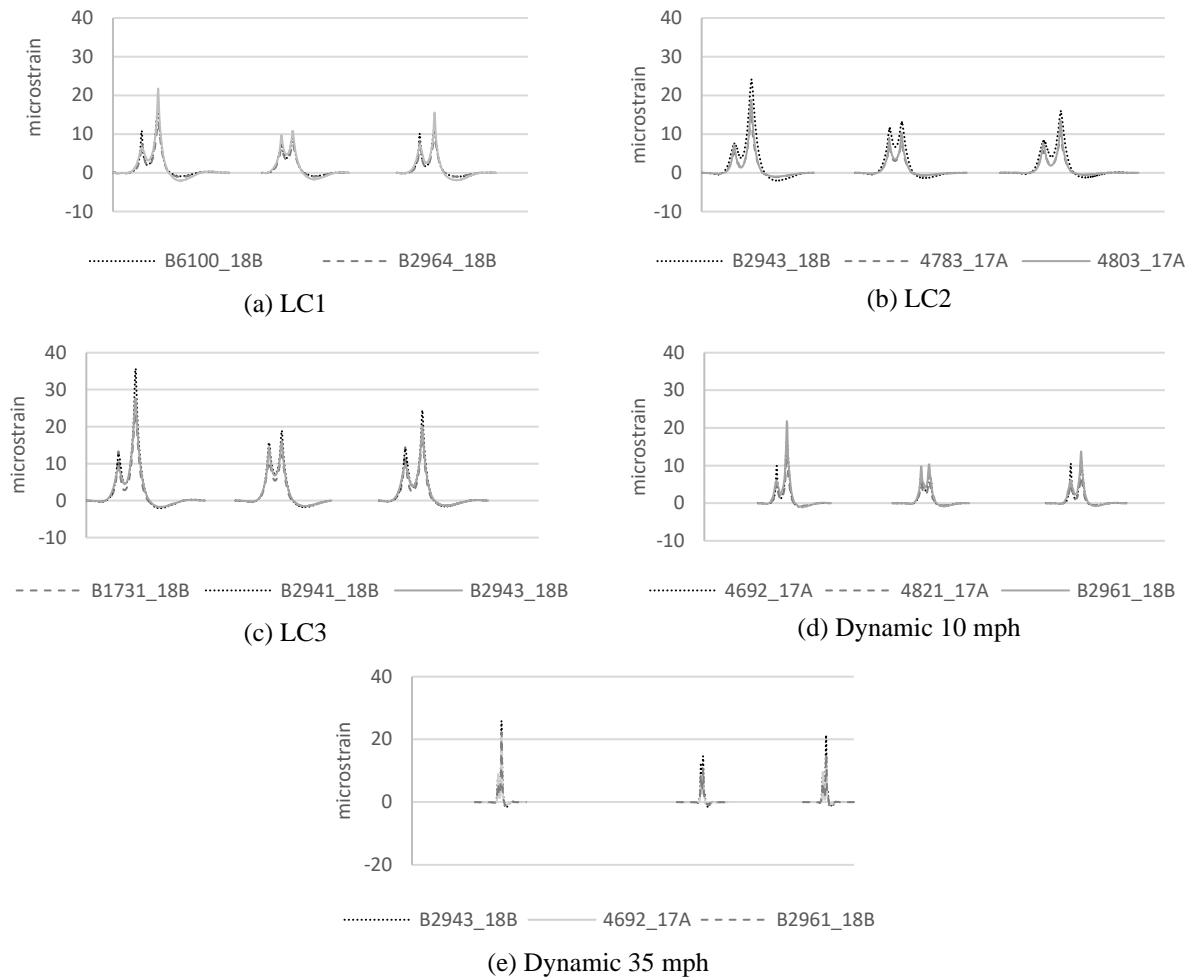 40
30
20
10
0
-10
microstrain
B6100_18B B2964_18B
(a) LC1
40
30
20
10
0
-10
microstrain
B2943_18B 4783_17A 4803_17A
(b) LC2
40
30
20
10
0
-10
microstrain
B1731_18B B2941_18B B2943_18B
(c) LC3
40
30
20
10
0
-10
microstrain
4692_17A 4821_17A B2961_18B
(d) Dynamic 10 mph
40
20
0
-20
microstrain
B2943_18B 4692_17A B2961_18B
(e) Dynamic 35 mph